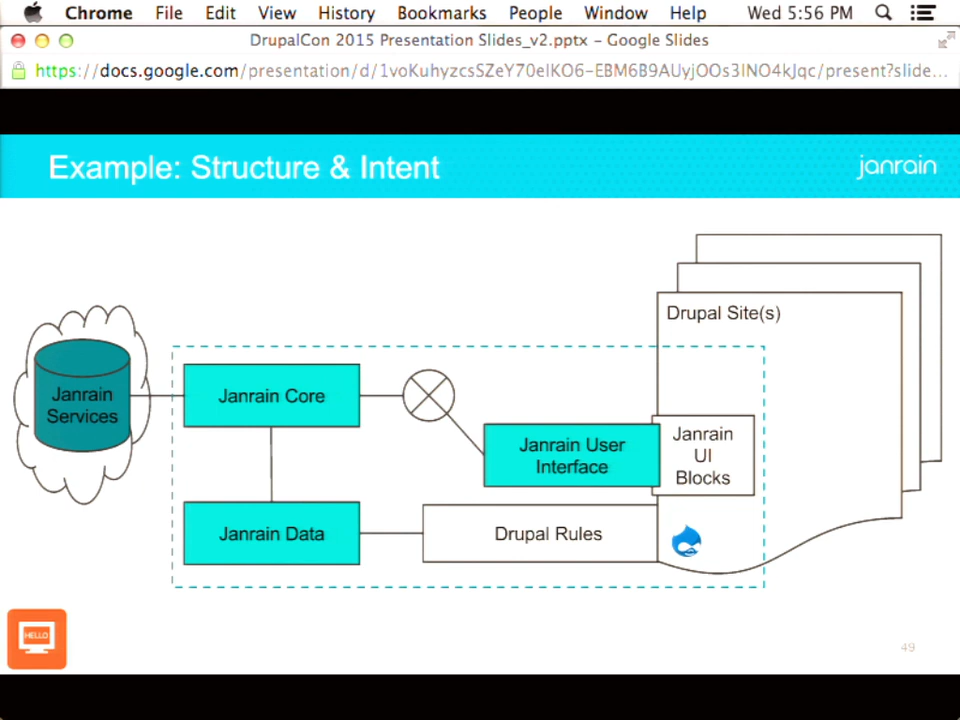 Chrome File Edit View History Bookmarks People Window Help Wed 5:56 PM
DrupalCon 2015 Presentation Slides_v2.pptx – Google Slides
https://docs.google.com/presentation/d/1voKuhyzcsSZeY70elKO6-EBM6B9AUyjOOs3INO4kJqc/present?slide...
Example: Structure & Intent
janrain
Drupal Site(s)
Janrain
Services
Janrain Core
Janrain User
Interface
Janrain
UI
Blocks
Janrain Data
Drupal Rules
HELLO
49